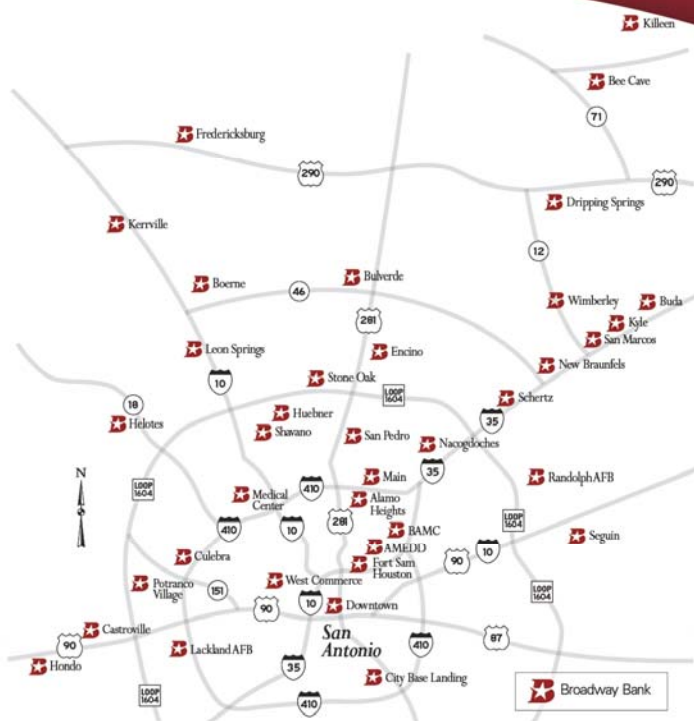 Killeen
Bee Cave
71
Fredericksburg
290
290
Dripping Springs
Kerrville
12
Boerne
46
Bulverde
Wimberley
Buda
281
Kyle
San Marcos
Leon Springs
Encino
New Braunfels
10
Stone Oak
LOOP
1604
Schertz
18
Huebner
35
Helotes
Shavano
San Pedro
Nacogdoches
35
N
Main
Randolph AFB
LOOP
1604
410
Medical
Center
Alamo
Heights
LOOP
1604
410
10
281
BAMC
Seguin
AMEDD
10
Culebra
90
Fort Sam
Houston
Potranco
Village
151
West Commerce
LOOP
1604
90
10
Downtown
Castroville
San
Antonio
87
90
Lackland AFB
410
Hondo
35
City Base Landing
LOOP
1604
410
Broadway Bank